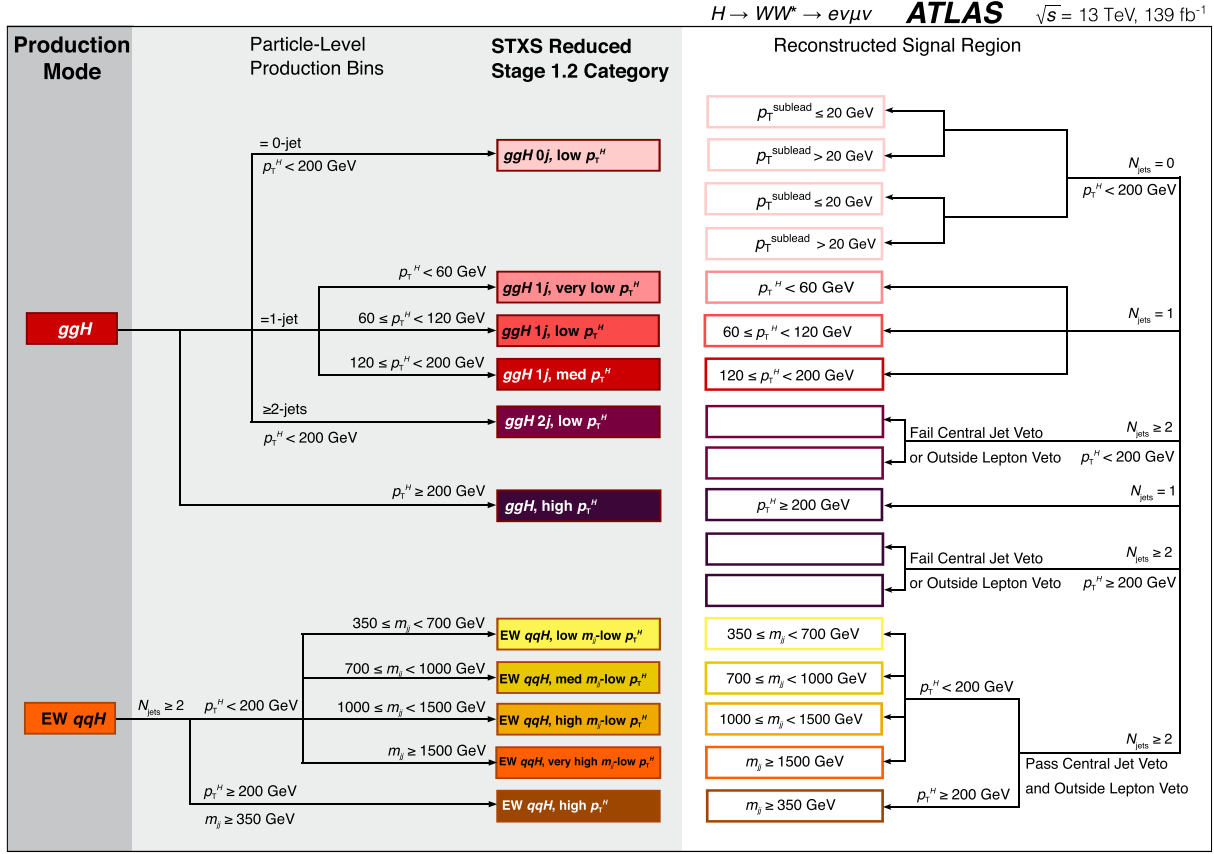 H → WW* → eνμν ATLAS √s = 13 TeV, 139 fb⁻¹
Production Mode
Particle-Level
Production Bins
STXS Reduced
Stage 1.2 Category
Reconstructed Signal Region
ggH
= 0-jet
p_T^H < 200 GeV
ggH 0j, low p_T^H
=1-jet
p_T^H < 60 GeV
ggH 1j, very low p_T^H
60 ≤ p_T^H < 120 GeV
ggH 1j, low p_T^H
120 ≤ p_T^H < 200 GeV
ggH 1j, med p_T^H
≥2-jets
p_T^H < 200 GeV
ggH 2j, low p_T^H
p_T^H ≥ 200 GeV
ggH, high p_T^H
EW qqH
N_jets ≥ 2
p_T^H < 200 GeV
350 ≤ m_jj < 700 GeV
EW qqH, low m_jj-low p_T^H
700 ≤ m_jj < 1000 GeV
EW qqH, med m_jj-low p_T^H
1000 ≤ m_jj < 1500 GeV
EW qqH, high m_jj-low p_T^H
m_jj ≥ 1500 GeV
EW qqH, very high m_jj-low p_T^H
p_T^H ≥ 200 GeV
m_jj ≥ 350 GeV
EW qqH, high p_T^H
p_T^sublead ≤ 20 GeV
p_T^sublead > 20 GeV
p_T^sublead ≤ 20 GeV
p_T^sublead > 20 GeV
N_jets = 0
p_T^H < 200 GeV
p_T^H < 60 GeV
60 ≤ p_T^H < 120 GeV
120 ≤ p_T^H < 200 GeV
N_jets = 1
Fail Central Jet Veto
or Outside Lepton Veto
N_jets ≥ 2
p_T^H < 200 GeV
p_T^H ≥ 200 GeV
N_jets = 1
Fail Central Jet Veto
or Outside Lepton Veto
N_jets ≥ 2
p_T^H ≥ 200 GeV
350 ≤ m_jj < 700 GeV
700 ≤ m_jj < 1000 GeV
1000 ≤ m_jj < 1500 GeV
m_jj ≥ 1500 GeV
m_jj ≥ 350 GeV
p_T^H < 200 GeV
p_T^H ≥ 200 GeV
N_jets ≥ 2
Pass Central Jet Veto
and Outside Lepton Veto